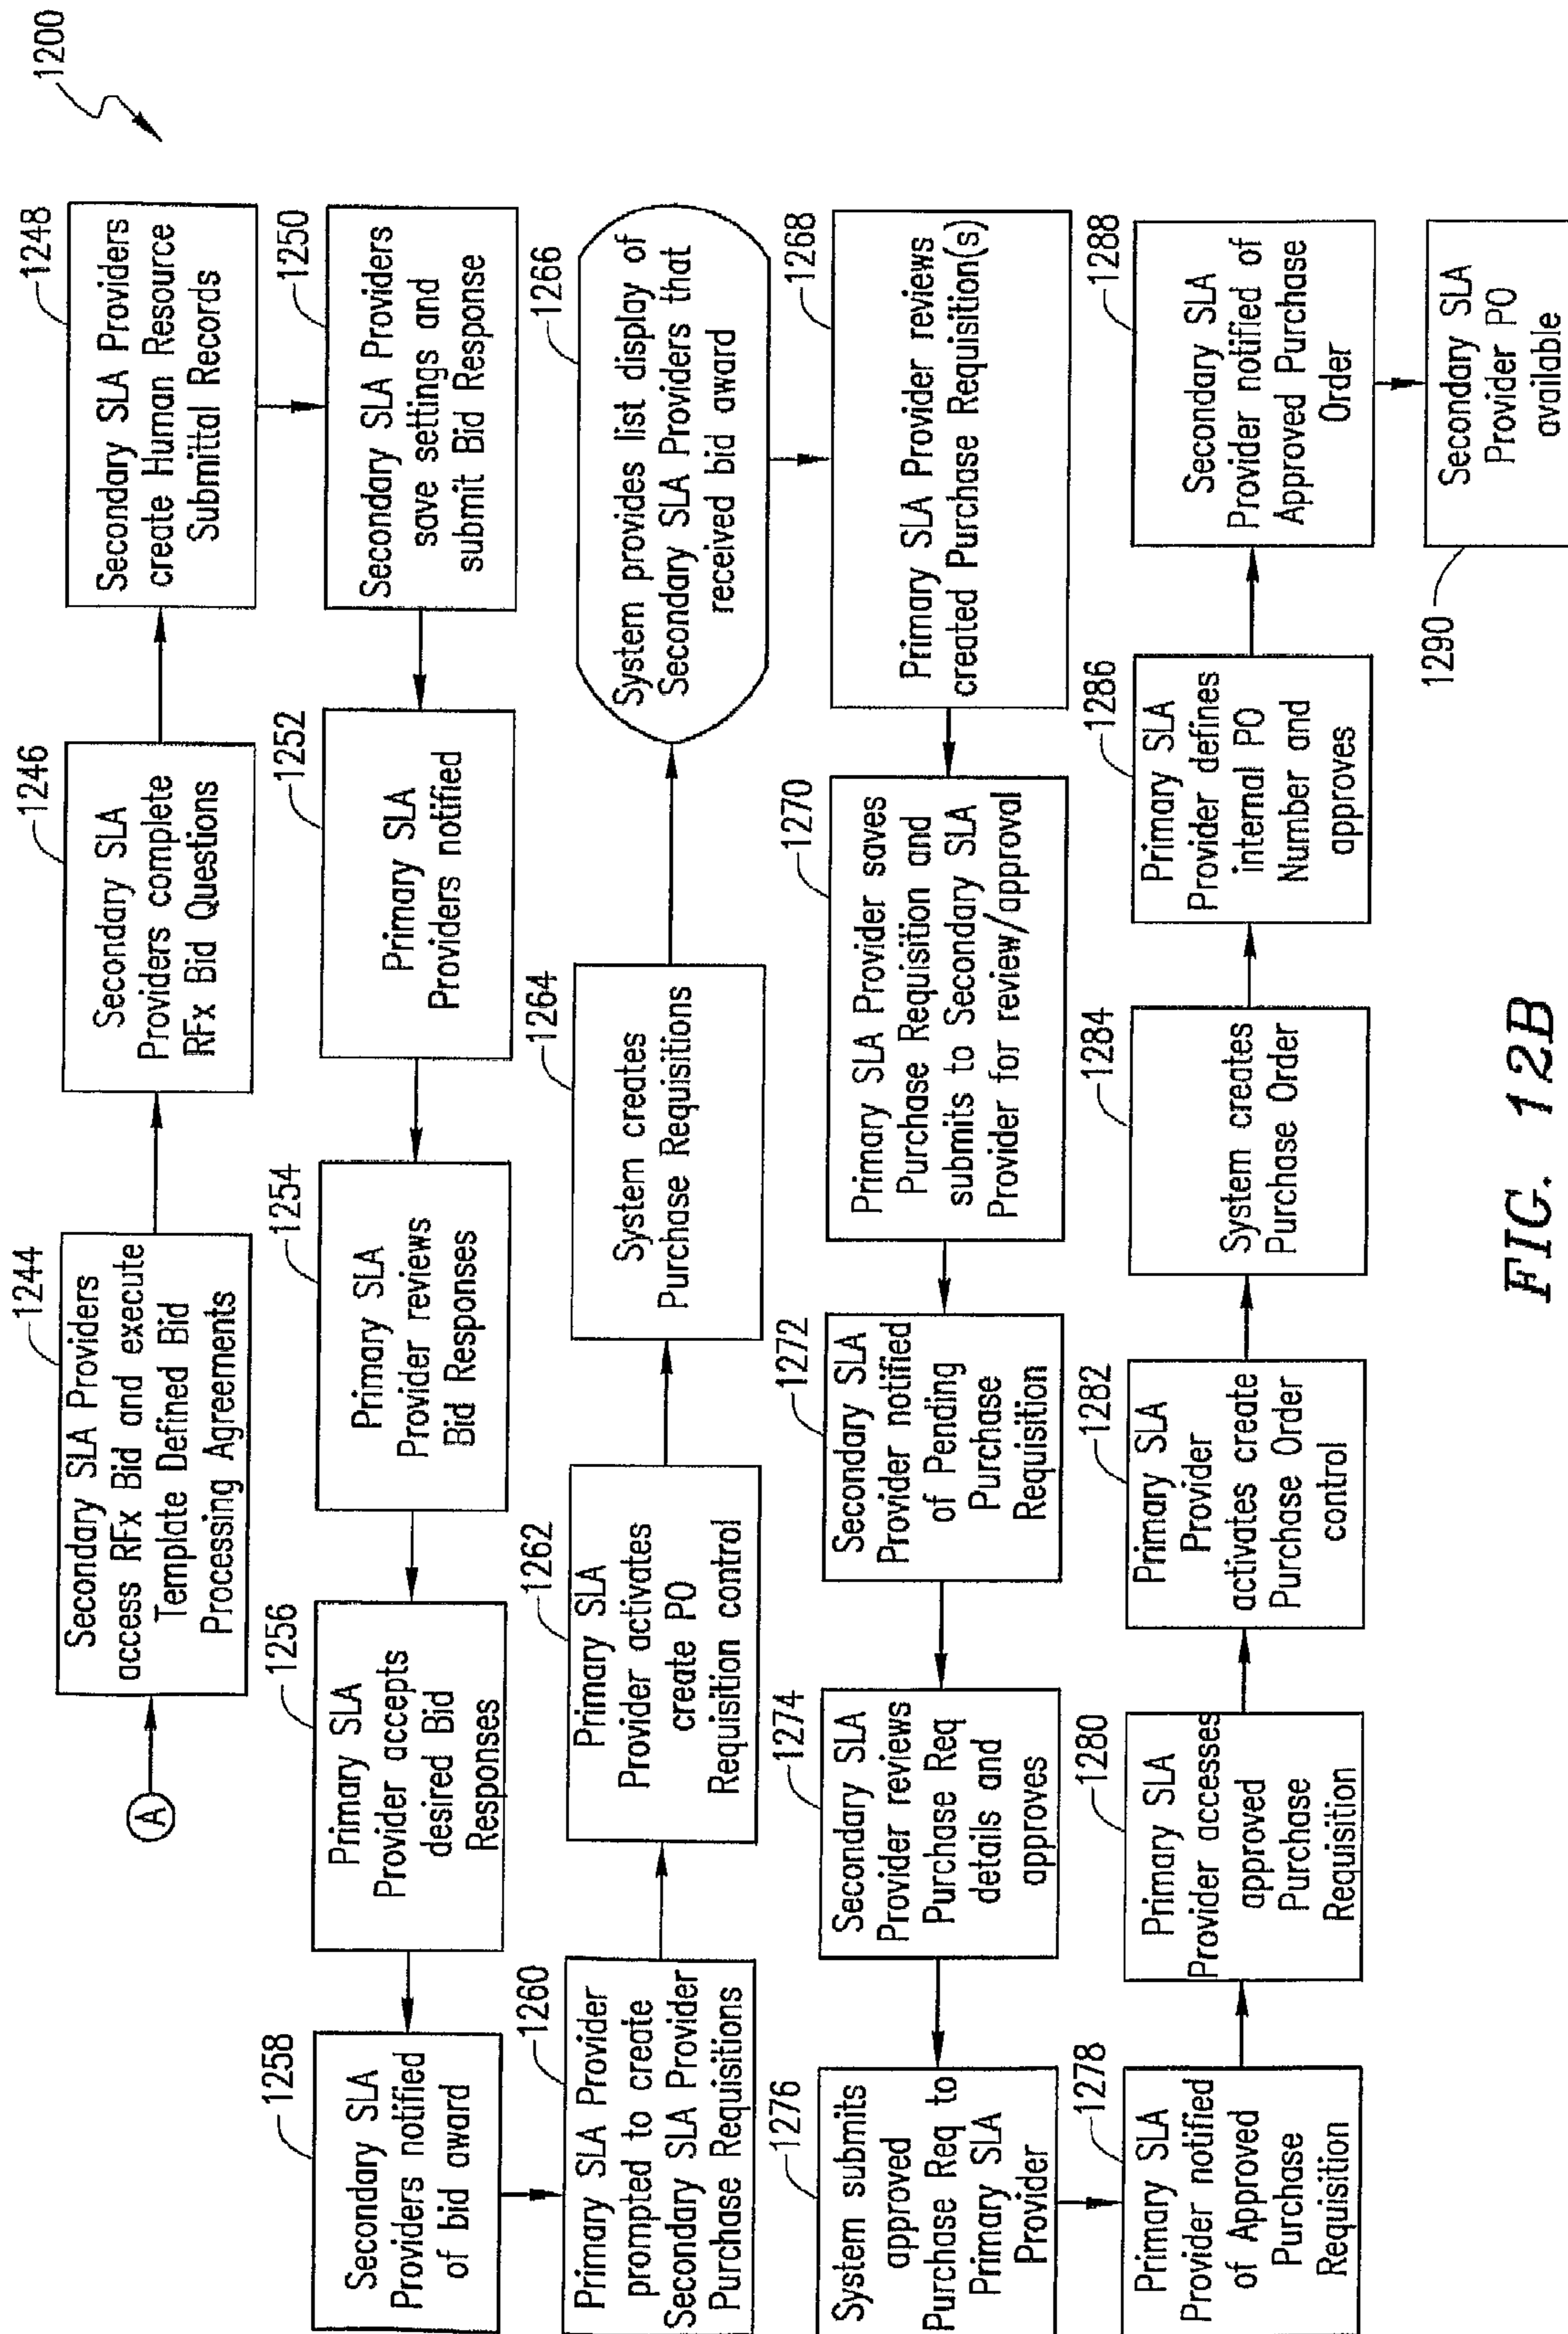 1200
A
1244
Secondary SLA Providers
access RFx Bid and execute
Template Defined Bid
Processing Agreements
1246
Secondary SLA
Providers complete
RFx Bid Questions
1248
Secondary SLA Providers
create Human Resource
Submittal Records
1250
Secondary SLA Providers
save settings and
submit Bid Response
1252
Primary SLA
Providers notified
1254
Primary SLA
Provider reviews
Bid Responses
1256
Primary SLA
Provider accepts
desired Bid
Responses
1258
Secondary SLA
Providers notified
of bid award
1260
Primary SLA Provider
prompted to create
Secondary SLA Provider
Purchase Requisitions
1262
Primary SLA
Provider activates
create PO
Requisition control
1264
System creates
Purchase Requisitions
1266
System provides list display of
Secondary SLA Providers that
received bid award
1268
Primary SLA Provider reviews
created Purchase Requisition(s)
1270
Primary SLA Provider saves
Purchase Requisition and
submits to Secondary SLA
Provider for review/approval
1272
Secondary SLA
Provider notified
of Pending
Purchase
Requisition
1274
Secondary SLA
Provider reviews
Purchase Req
details and
approves
1276
System submits
approved
Purchase Req to
Primary SLA
Provider
1278
Primary SLA
Provider notified
of Approved
Purchase
Requisition
1280
Primary SLA
Provider accesses
approved
Purchase
Requisition
1282
Primary SLA
Provider
activates create
Purchase Order
control
1284
System creates
Purchase Order
1286
Primary SLA
Provider defines
internal PO
Number and
approves
1288
Secondary SLA
Provider notified of
Approved Purchase
Order
1290
Secondary SLA
Provider PO
available
FIG. 12B